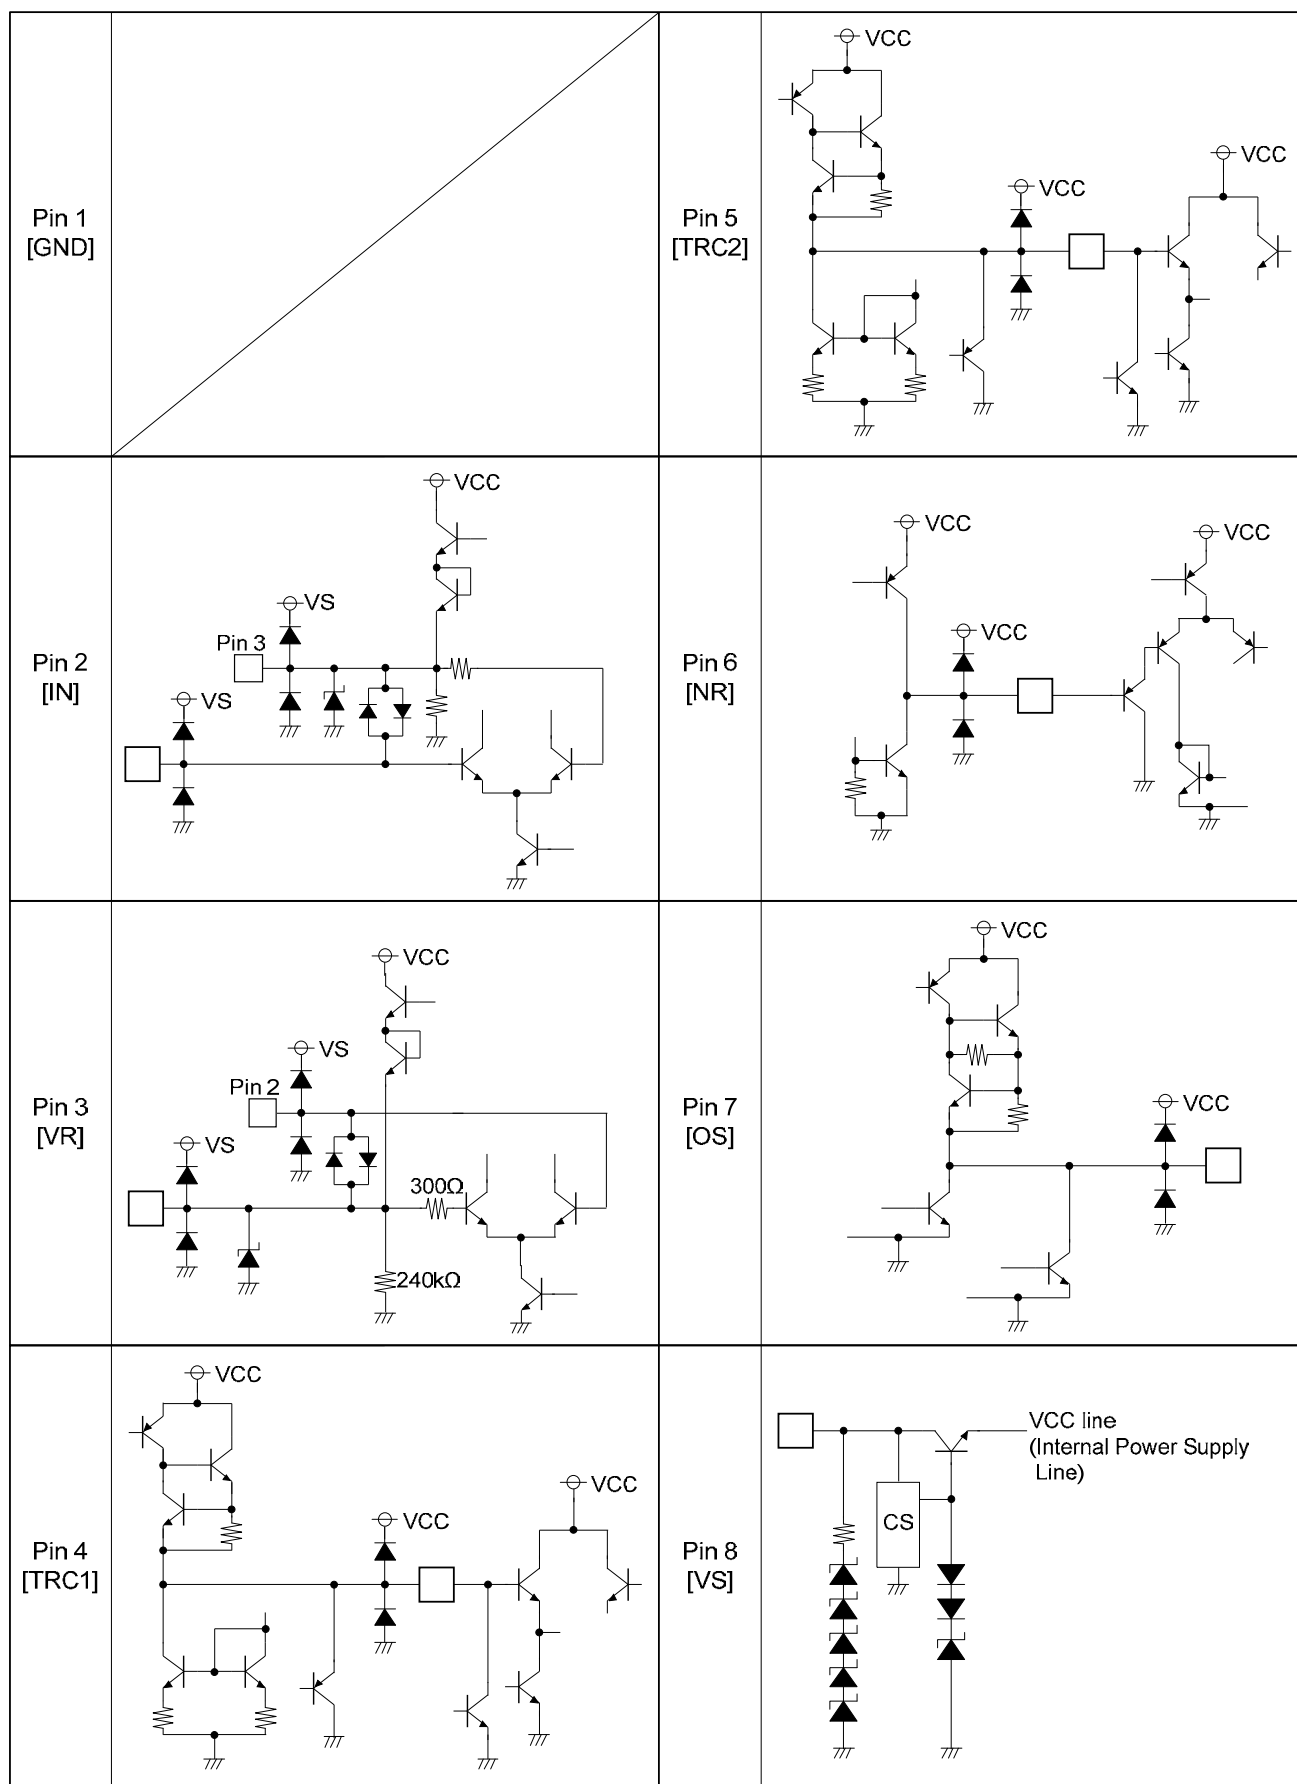 Pin 1
[GND]
Pin 5
[TRC2]
VCC
VCC
VCC
Pin 2
[IN]
VCC
VS
Pin 3
VS
Pin 6
[NR]
VCC
VCC
VCC
Pin 3
[VR]
VCC
VS
Pin 2
VS
300Ω
240kΩ
Pin 7
[OS]
VCC
VCC
Pin 4
[TRC1]
VCC
VCC
VCC
Pin 8
[VS]
VCC line
(Internal Power Supply
Line)
CS